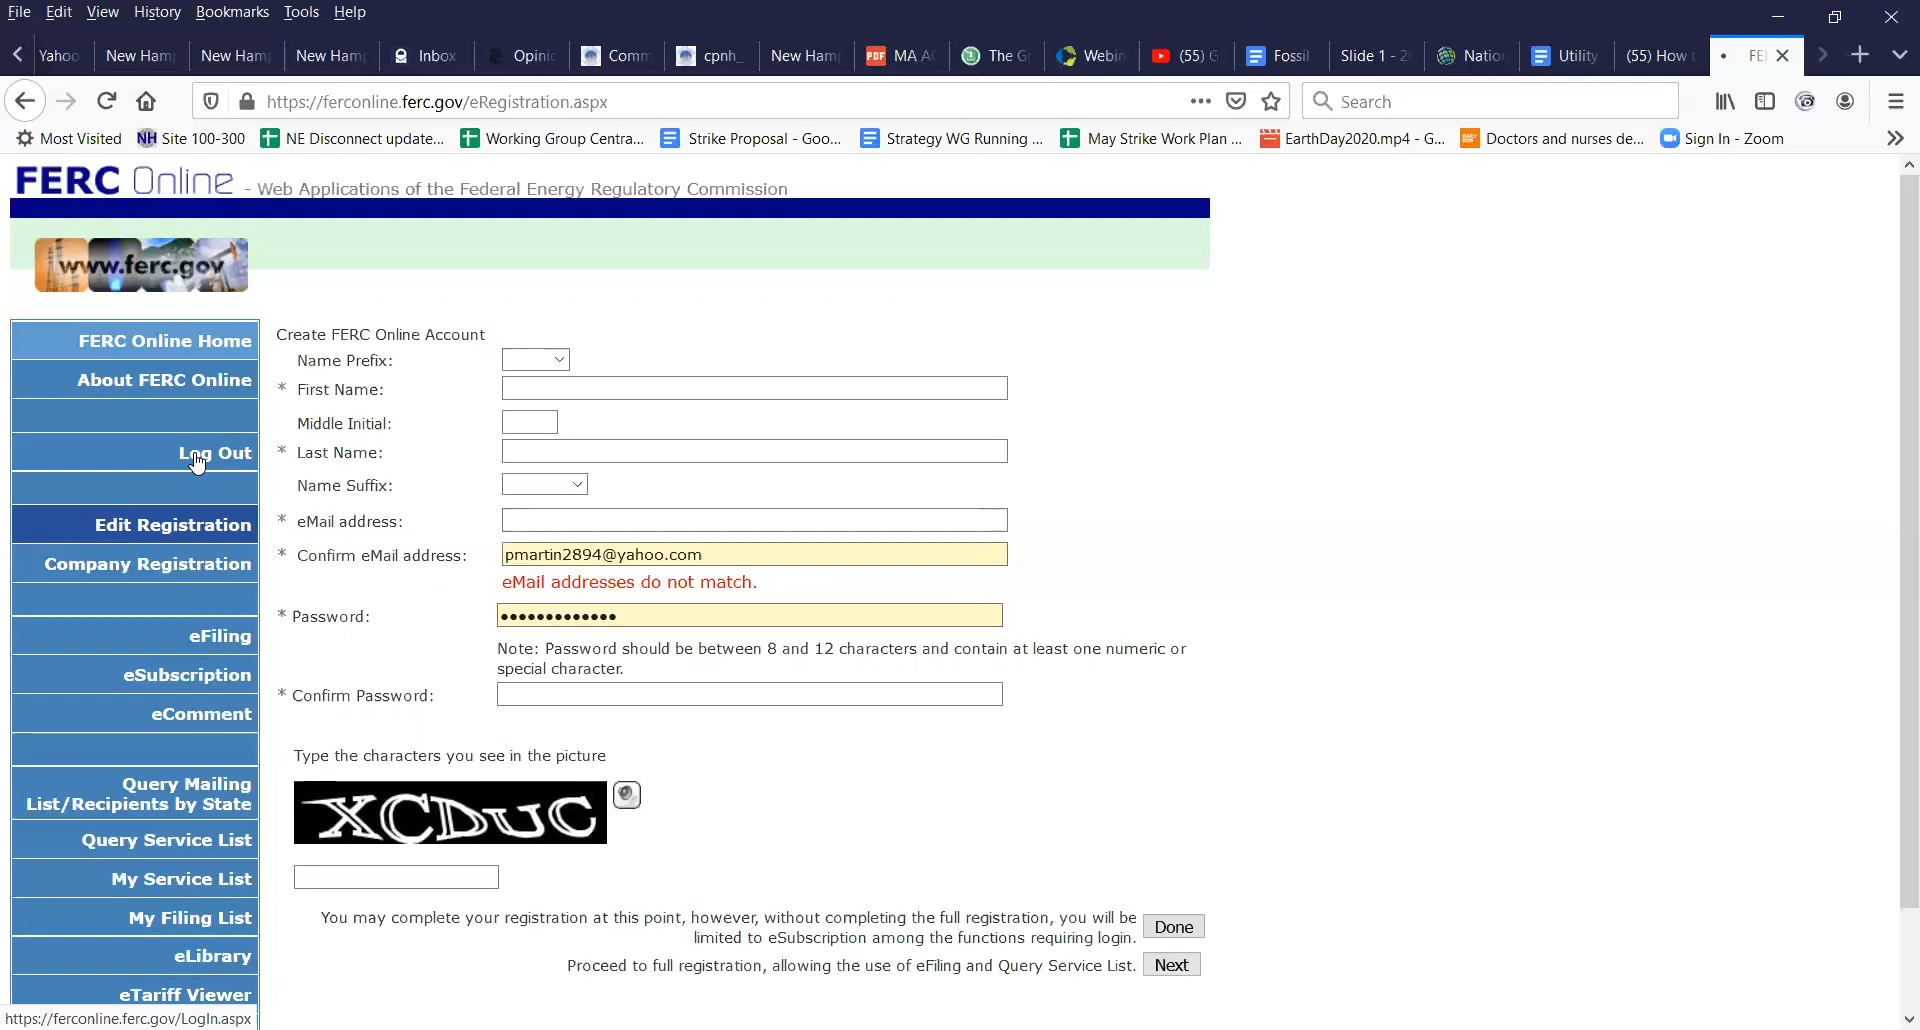 File Edit View History Bookmarks Tools Help
Yahoo New Ham New Ham New Ham Inbox Opinio Comm cpnh_ New Ham PDF MA A The G Webin (55) G Fossil Slide 1 - 2 Natio Utility (55) How t FE
https://ferconline.ferc.gov/eRegistration.aspx Search
Most Visited NH Site 100-300 NE Disconnect update... Working Group Centra... Strike Proposal - Goo... Strategy WG Running ... May Strike Work Plan ... EarthDay2020.mp4 - G... Doctors and nurses de... Sign In - Zoom
FERC Online - Web Applications of the Federal Energy Regulatory Commission
www.ferc.gov
FERC Online Home
About FERC Online
Log Out
Edit Registration
Company Registration
eFiling
eSubscription
eComment
Query Mailing
List/Recipients by State
Query Service List
My Service List
My Filing List
eLibrary
eTariff Viewer
Create FERC Online Account
Name Prefix:
* First Name:
Middle Initial:
* Last Name:
Name Suffix:
* eMail address:
* Confirm eMail address: pmartin2894@yahoo.com
eMail addresses do not match.
* Password: •••••••••••••
Note: Password should be between 8 and 12 characters and contain at least one numeric or
special character.
* Confirm Password:
Type the characters you see in the picture
XCDUC
You may complete your registration at this point, however, without completing the full registration, you will be
limited to eSubscription among the functions requiring login.
Done
Proceed to full registration, allowing the use of eFiling and Query Service List. Next
https://ferconline.ferc.gov/LogIn.aspx